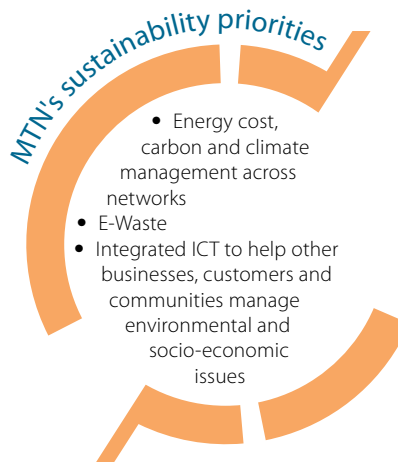 MTN's sustainability priorities
• Energy cost,
carbon and climate
management across
networks
• E-Waste
• Integrated ICT to help other
businesses, customers and
communities manage
environmental and
socio-economic
issues